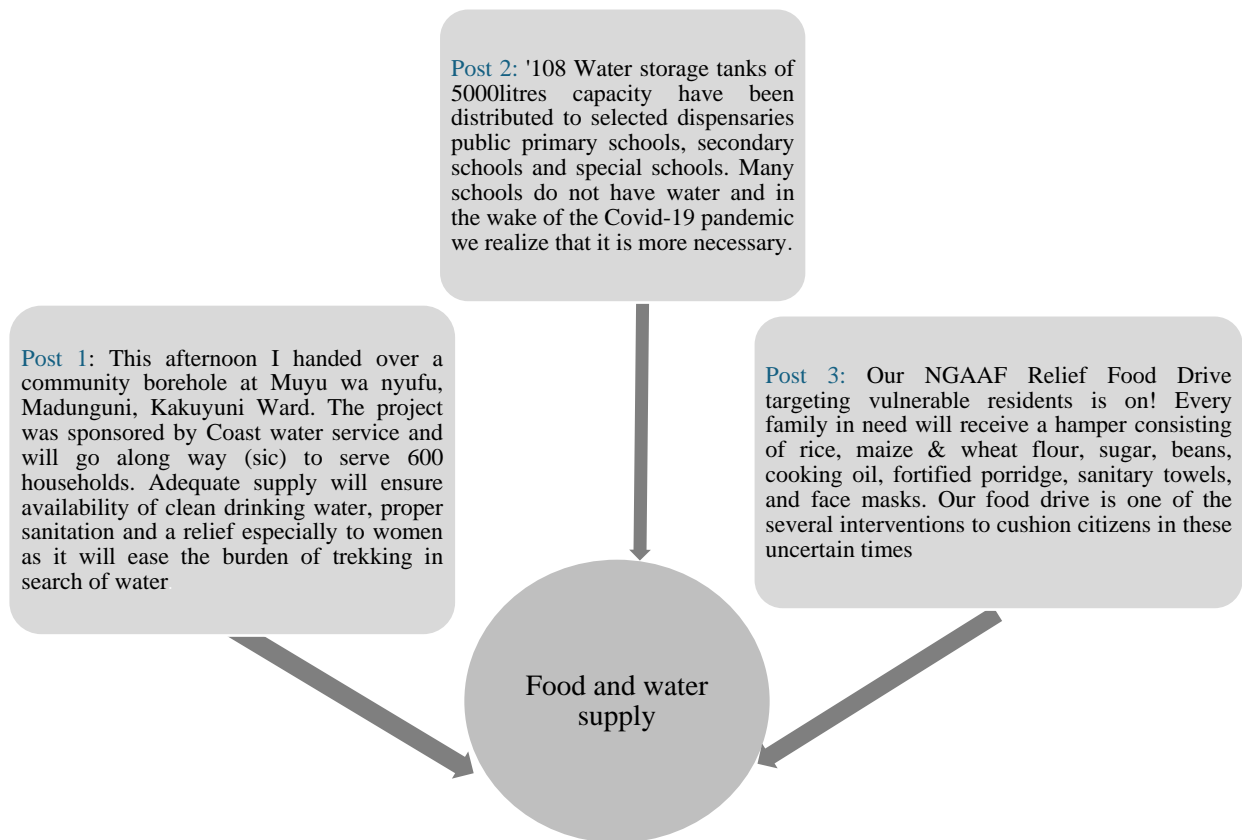 Post 2: '108 Water storage tanks of
5000litres capacity have been
distributed to selected dispensaries
public primary schools, secondary
schools and special schools. Many
schools do not have water and in
the wake of the Covid-19 pandemic
we realize that it is more necessary.
Post 1: This afternoon I handed over a
community borehole at Muyu wa nyufu,
Madunguni, Kakuyuni Ward. The project
was sponsored by Coast water service and
will go along way (sic) to serve 600
households. Adequate supply will ensure
availability of clean drinking water, proper
sanitation and a relief especially to women
as it will ease the burden of trekking in
search of water.
Post 3: Our NGAAF Relief Food Drive
targeting vulnerable residents is on! Every
family in need will receive a hamper consisting
of rice, maize & wheat flour, sugar, beans,
cooking oil, fortified porridge, sanitary towels,
and face masks. Our food drive is one of the
several interventions to cushion citizens in these
uncertain times
Food and water
supply